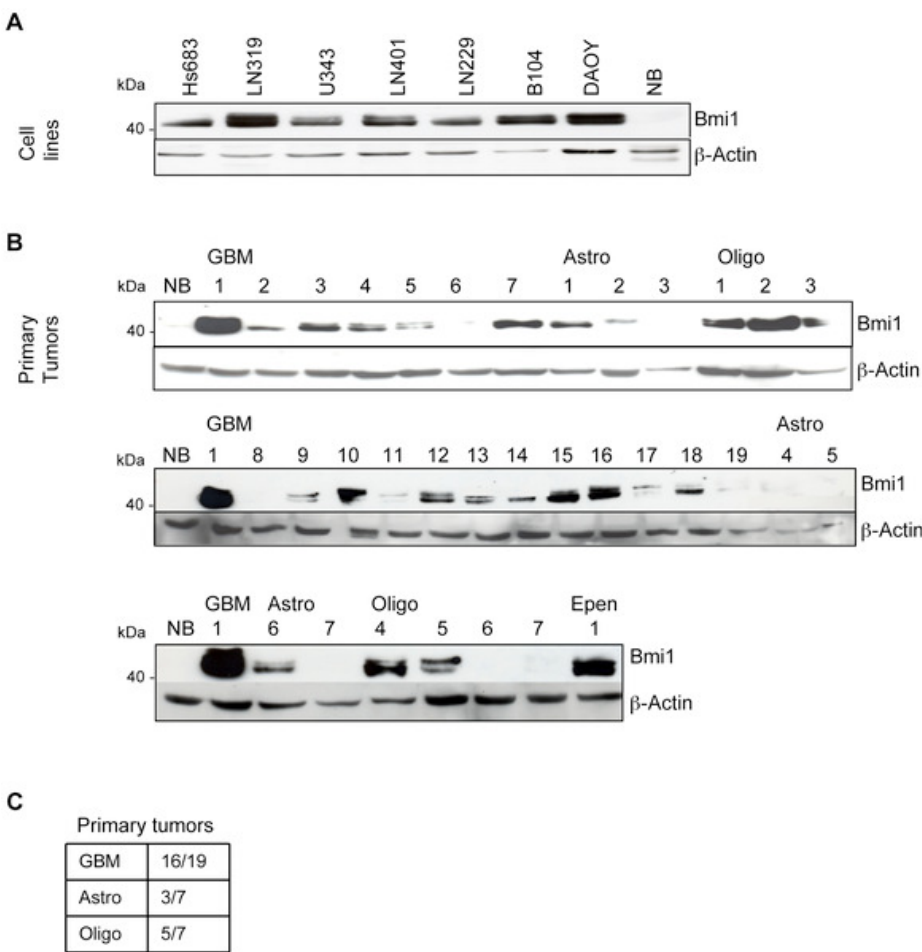 A
Hs683 LN319 U343 LN401 LN229 B104 DAOY NB
kDa
40
Bmi1
β-Actin
Cell
lines
B
GBM Astro Oligo
kDa NB 1 2 3 4 5 6 7 1 2 3 1 2 3
40
Bmi1
β-Actin
Primary
Tumors
GBM Astro
kDa NB 1 8 9 10 11 12 13 14 15 16 17 18 19 4 5
40
Bmi1
β-Actin
GBM Astro Oligo Epen
kDa NB 1 6 7 4 5 6 7 1
40
Bmi1
β-Actin
C
Primary tumors
GBM 16/19
Astro 3/7
Oligo 5/7